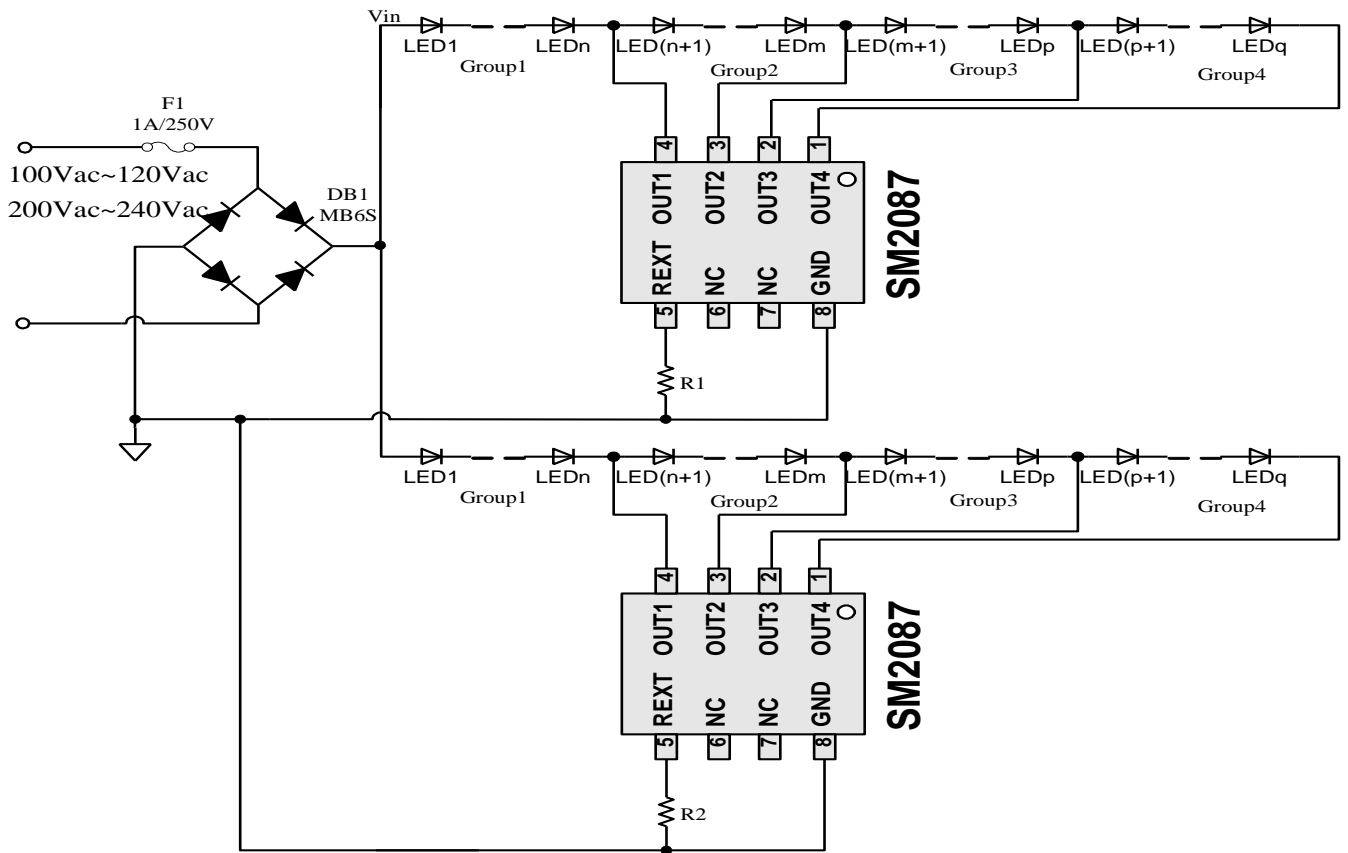 Vin
LED1 LEDn LED(n+1) LEDm LED(m+1) LEDp LED(p+1) LEDq
Group1 Group2 Group3 Group4
F1
1A/250V
100Vac~120Vac
200Vac~240Vac
DB1
MB6S
4 3 2 1
OUT1 OUT2 OUT3 OUT4
REXT NC NC GND
5 6 7 8
SM2087
R1
LED1 LEDn LED(n+1) LEDm LED(m+1) LEDp LED(p+1) LEDq
Group1 Group2 Group3 Group4
4 3 2 1
OUT1 OUT2 OUT3 OUT4
REXT NC NC GND
5 6 7 8
SM2087
R2